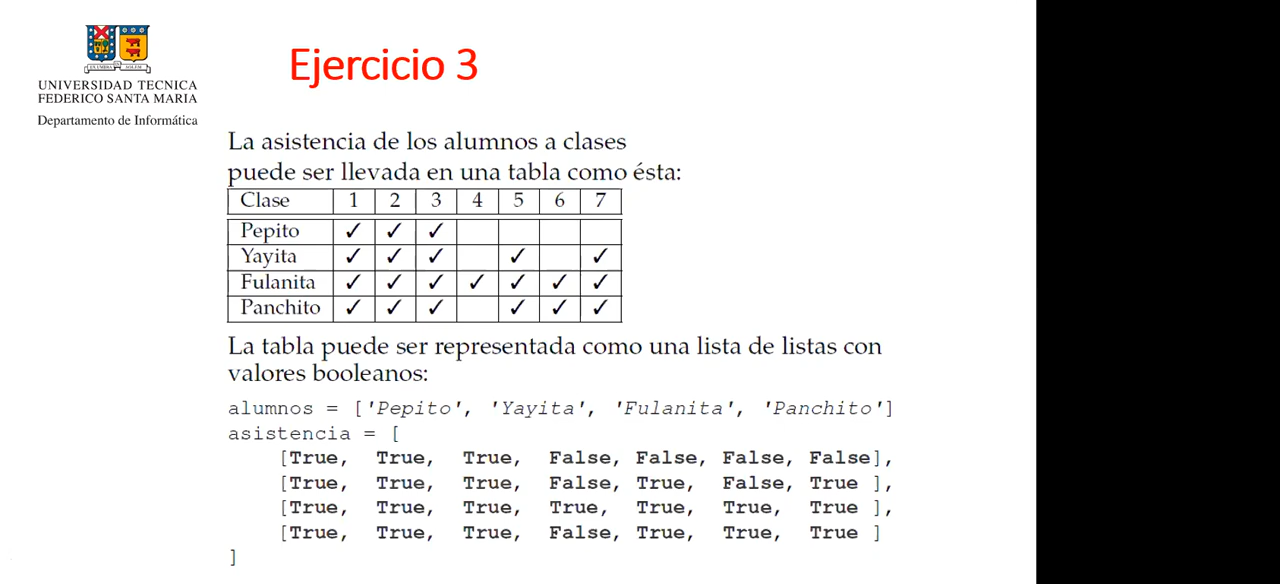 UNIVERSIDAD TECNICA
FEDERICO SANTA MARIA
Departamento de Informática
Ejercicio 3
La asistencia de los alumnos a clases
puede ser llevada en una tabla como ésta:
Clase 1 2 3 4 5 6 7
Pepito ✓ ✓ ✓
Yayita ✓ ✓ ✓ ✓ ✓
Fulanita ✓ ✓ ✓ ✓ ✓ ✓ ✓
Panchito ✓ ✓ ✓ ✓ ✓ ✓
La tabla puede ser representada como una lista de listas con
valores booleanos:
alumnos = ['Pepito', 'Yayita', 'Fulanita', 'Panchito']
asistencia = [
[True, True, True, False, False, False, False],
[True, True, True, False, True, False, True ],
[True, True, True, True, True, True, True ],
[True, True, True, False, True, True, True ]
]